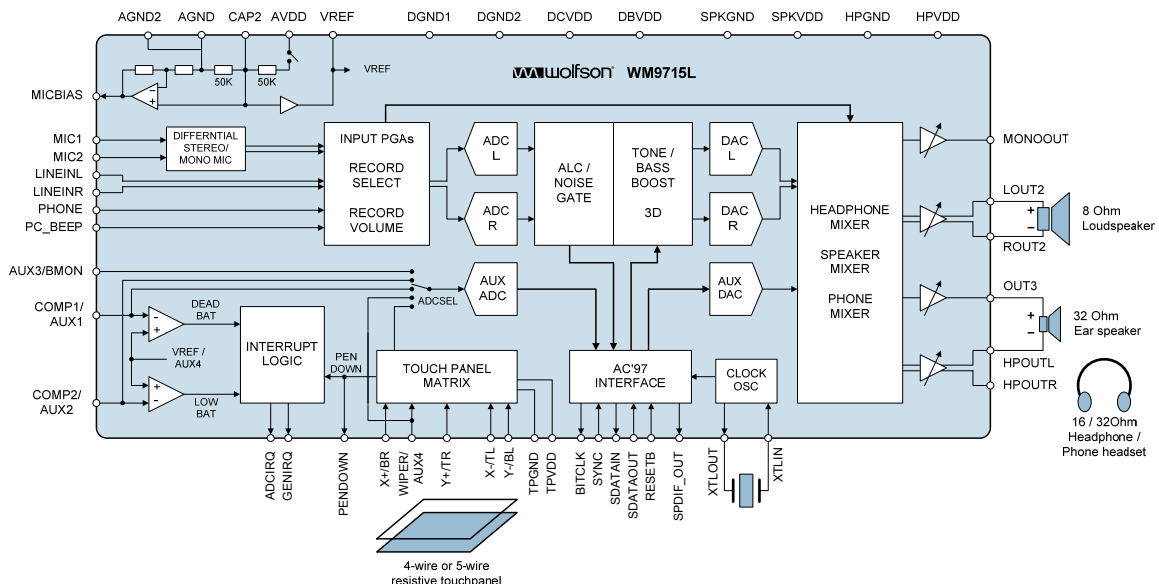 AGND2 AGND CAP2 AVDD VREF DGND1 DGND2 DCVDD DBVDD SPKGND SPKVDD HPGND HPVDD
50K 50K
VREF
wolfson WM9715L
MICBIAS
MIC1
MIC2
LINEINL
LINEINR
PHONE
PC_BEEP
DIFFERNTIAL
STEREO/
MONO MIC
INPUT PGAs
RECORD
SELECT
RECORD
VOLUME
ADC
L
ADC
R
ALC /
NOISE
GATE
TONE /
BASS
BOOST
3D
DAC
L
DAC
R
HEADPHONE
MIXER
SPEAKER
MIXER
PHONE
MIXER
MONOOUT
LOUT2
+
−
ROUT2
8 Ohm
Loudspeaker
AUX3/BMON
COMP1/
AUX1
COMP2/
AUX2
-
+
-
+
+
-
DEAD
BAT
VREF /
AUX4
LOW
BAT
INTERRUPT
LOGIC
PEN
DOWN
ADCSEL
AUX
ADC
TOUCH PANEL
MATRIX
AUX
DAC
AC'97
INTERFACE
CLOCK
OSC
OUT3
+
−
32 Ohm
Ear speaker
HPOUTL
HPOUTR
16 / 32Ohm
Headphone /
Phone headset
ADCIRQ
GENIRQ
PENDOWN
X+/BR
WIPER/
AUX4
Y+/TR
X-/TL
Y-/BL
TPGND
TPVDD
BITCLK
SYNC
SDATAIN
SDATAOUT
RESETB
SPDIF_OUT
XTLOUT
XTLIN
4-wire or 5-wire
resistive touchpanel